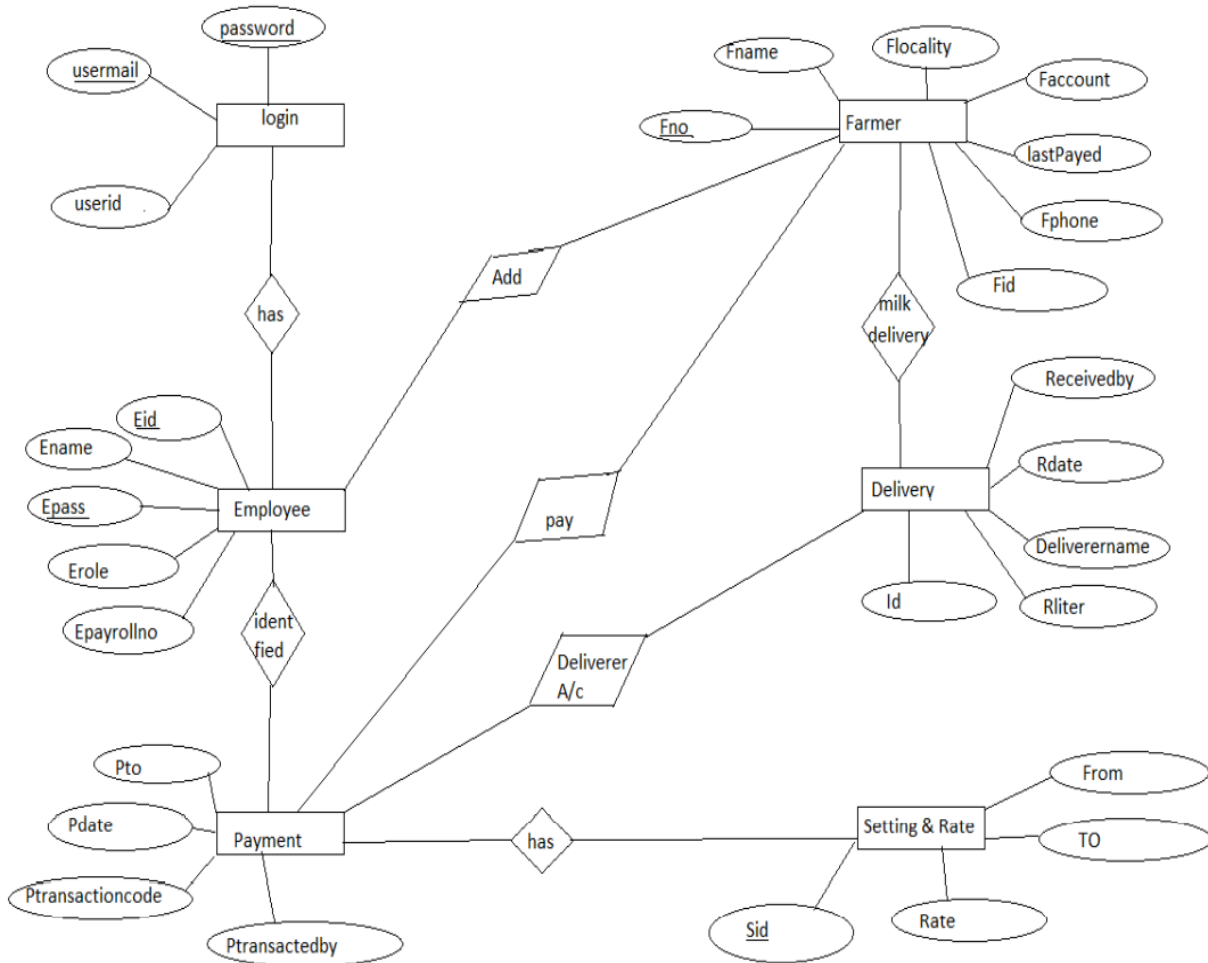 password
usermail
login
userid
has
Fname
Flocality
Faccount
Fno
Farmer
lastPayed
Fphone
Fid
Add
milk
delivery
Eid
Ename
Epass
Employee
Erole
Epayrollno
ident
fied
pay
Receivedby
Rdate
Delivery
Deliverername
Id
Rliter
Deliverer
A/c
Pto
Pdate
Payment
Ptransactioncode
Ptransactedby
has
Setting & Rate
From
TO
Sid
Rate